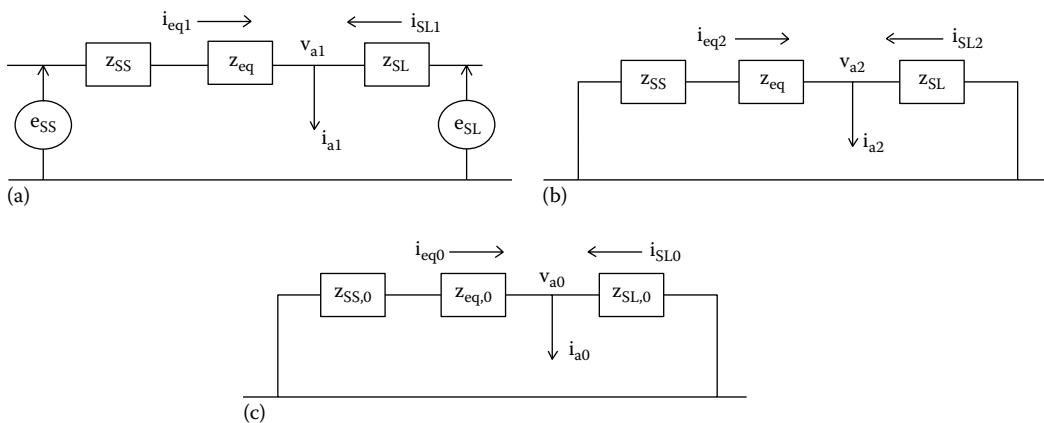 i_eq1 i_SL1
v_a1
z_SS z_eq z_SL
e_SS e_SL
i_a1
(a)
i_eq2 i_SL2
v_a2
z_SS z_eq z_SL
i_a2
(b)
i_eq0 i_SL0
v_a0
z_SS,0 z_eq,0 z_SL,0
i_a0
(c)